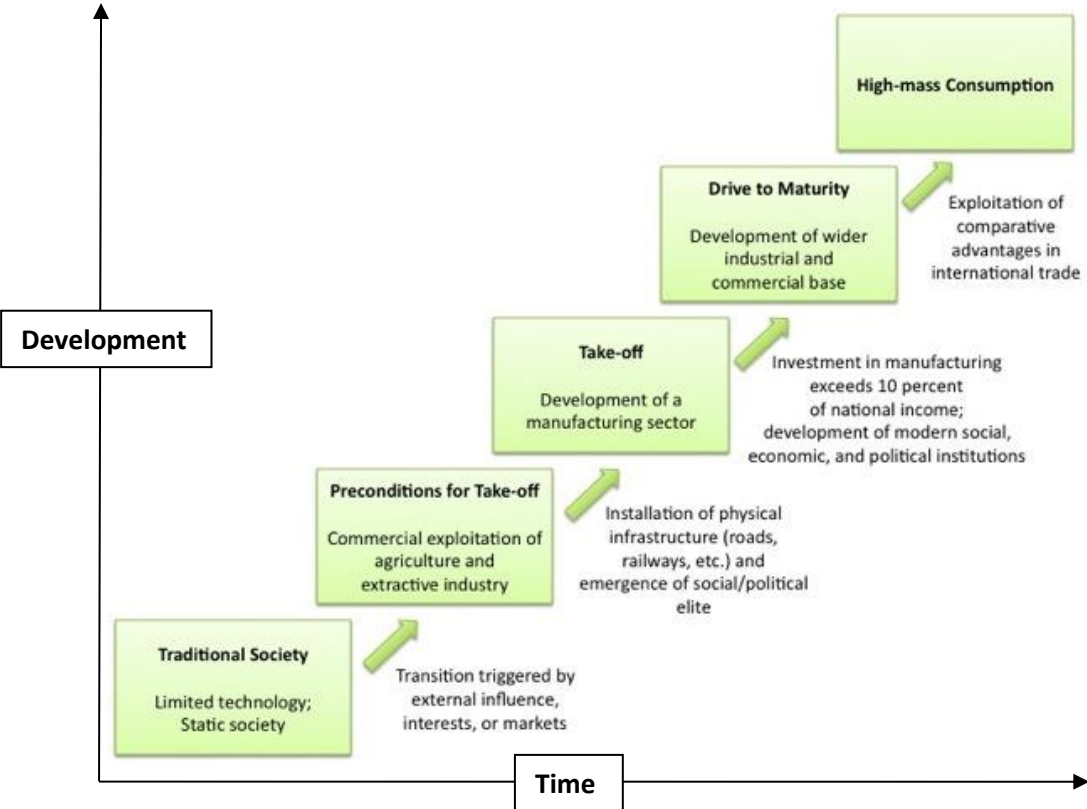 High-mass Consumption
Drive to Maturity
Development of wider
industrial and
commercial base
Exploitation of
comparative
advantages in
international trade
Development
Take-off
Development of a
manufacturing sector
Investment in manufacturing
exceeds 10 percent
of national income;
development of modern social,
economic, and political institutions
Preconditions for Take-off
Commercial exploitation of
agriculture and
extractive industry
Installation of physical
infrastructure (roads,
railways, etc.) and
emergence of social/political
elite
Traditional Society
Limited technology;
Static society
Transition triggered by
external influence,
interests, or markets
Time